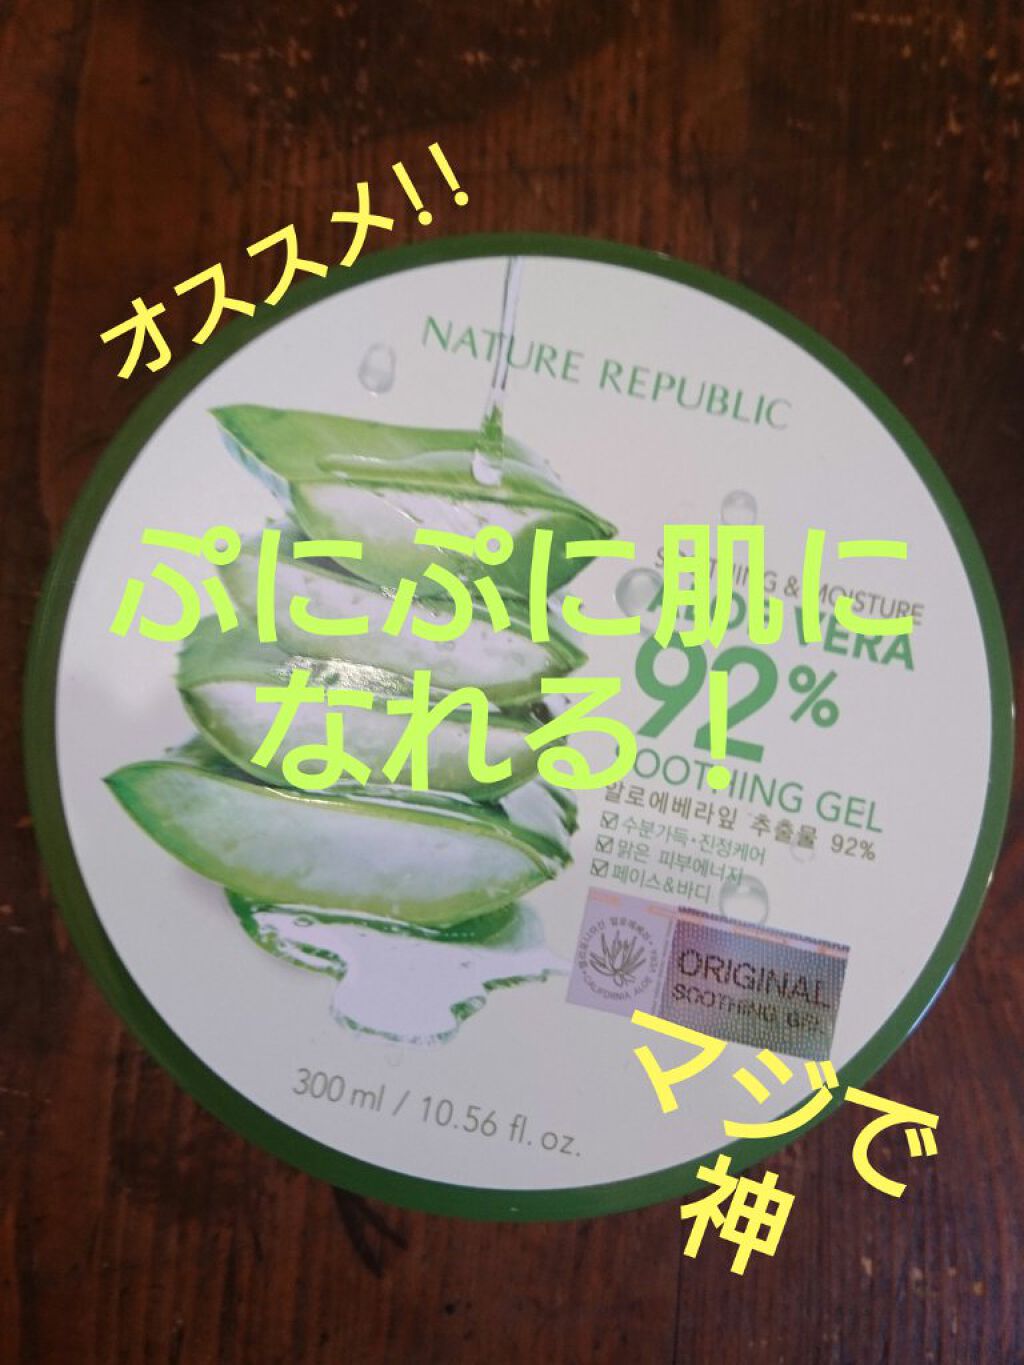 オススメ!!
NATURE REPUBLIC
ぷにぷに肌に
なれる!
SOOTHING & MOISTURE
ALOE VERA
92%
SOOTHING GEL
알로에베라잎 추출물 92%
수분가득·진정케어
맑은 피부에너지
페이스&바디
CALIFORNIA ALOE VERA
ORIGINAL
SOOTHING GEL
300 ml / 10.56 fl. oz.
マジで
神